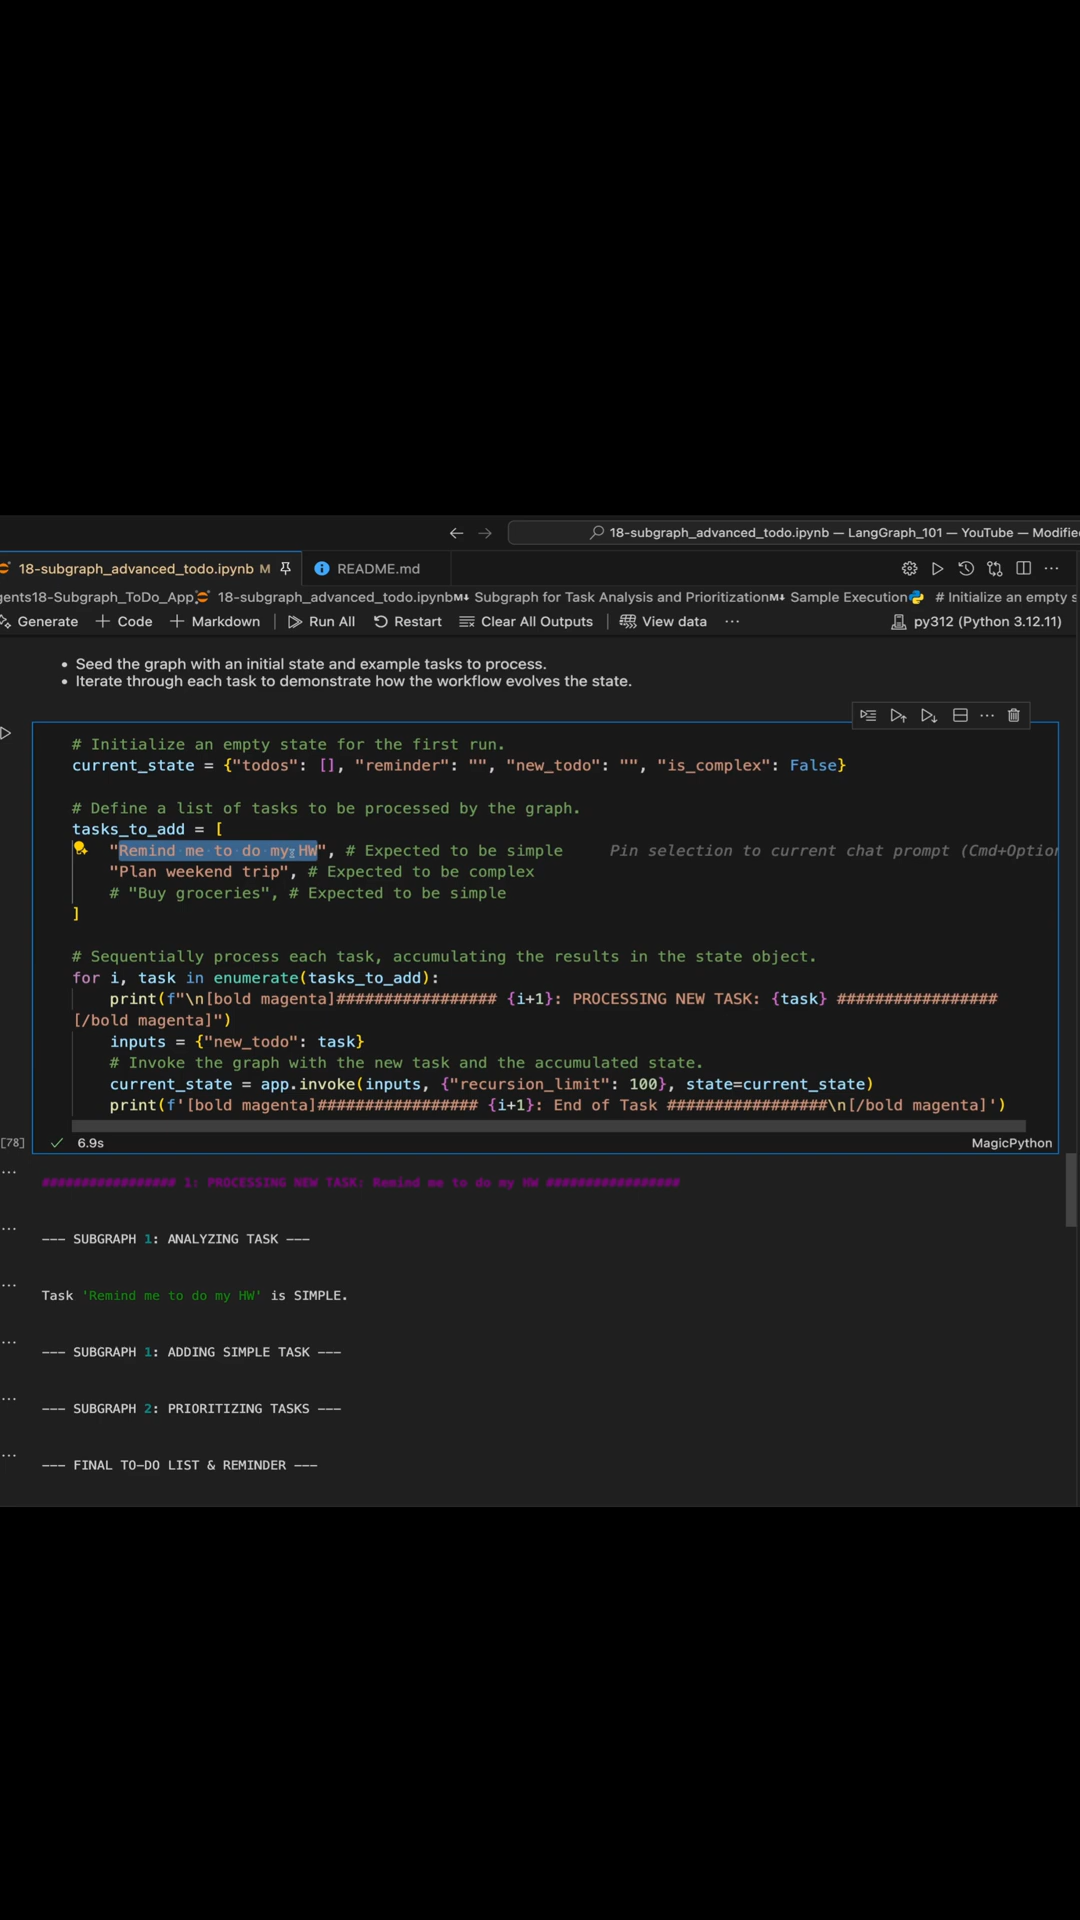 18-subgraph_advanced_todo.ipynb — LangGraph_101 — YouTube — Modified
18-subgraph_advanced_todo.ipynb M
README.md
gents18-Subgraph_ToDo_App 18-subgraph_advanced_todo.ipynb M↓ Subgraph for Task Analysis and Prioritization M↓ Sample Execution # Initialize an empty s
Generate + Code + Markdown Run All Restart Clear All Outputs View data ... py312 (Python 3.12.11)
• Seed the graph with an initial state and example tasks to process.
• Iterate through each task to demonstrate how the workflow evolves the state.
# Initialize an empty state for the first run.
current_state = {"todos": [], "reminder": "", "new_todo": "", "is_complex": False}
# Define a list of tasks to be processed by the graph.
tasks_to_add = [
"Remind me to do my HW", # Expected to be simple Pin selection to current chat prompt (Cmd+Option
"Plan weekend trip", # Expected to be complex
# "Buy groceries", # Expected to be simple
]
# Sequentially process each task, accumulating the results in the state object.
for i, task in enumerate(tasks_to_add):
print(f"\n[bold magenta]################# {i+1}: PROCESSING NEW TASK: {task} #################
[/bold magenta]")
inputs = {"new_todo": task}
# Invoke the graph with the new task and the accumulated state.
current_state = app.invoke(inputs, {"recursion_limit": 100}, state=current_state)
print(f'[bold magenta]################# {i+1}: End of Task #################\n[/bold magenta]')
[78] 6.9s MagicPython
################# 1: PROCESSING NEW TASK: Remind me to do my HW #################
--- SUBGRAPH 1: ANALYZING TASK ---
Task 'Remind me to do my HW' is SIMPLE.
--- SUBGRAPH 1: ADDING SIMPLE TASK ---
--- SUBGRAPH 2: PRIORITIZING TASKS ---
--- FINAL TO-DO LIST & REMINDER ---